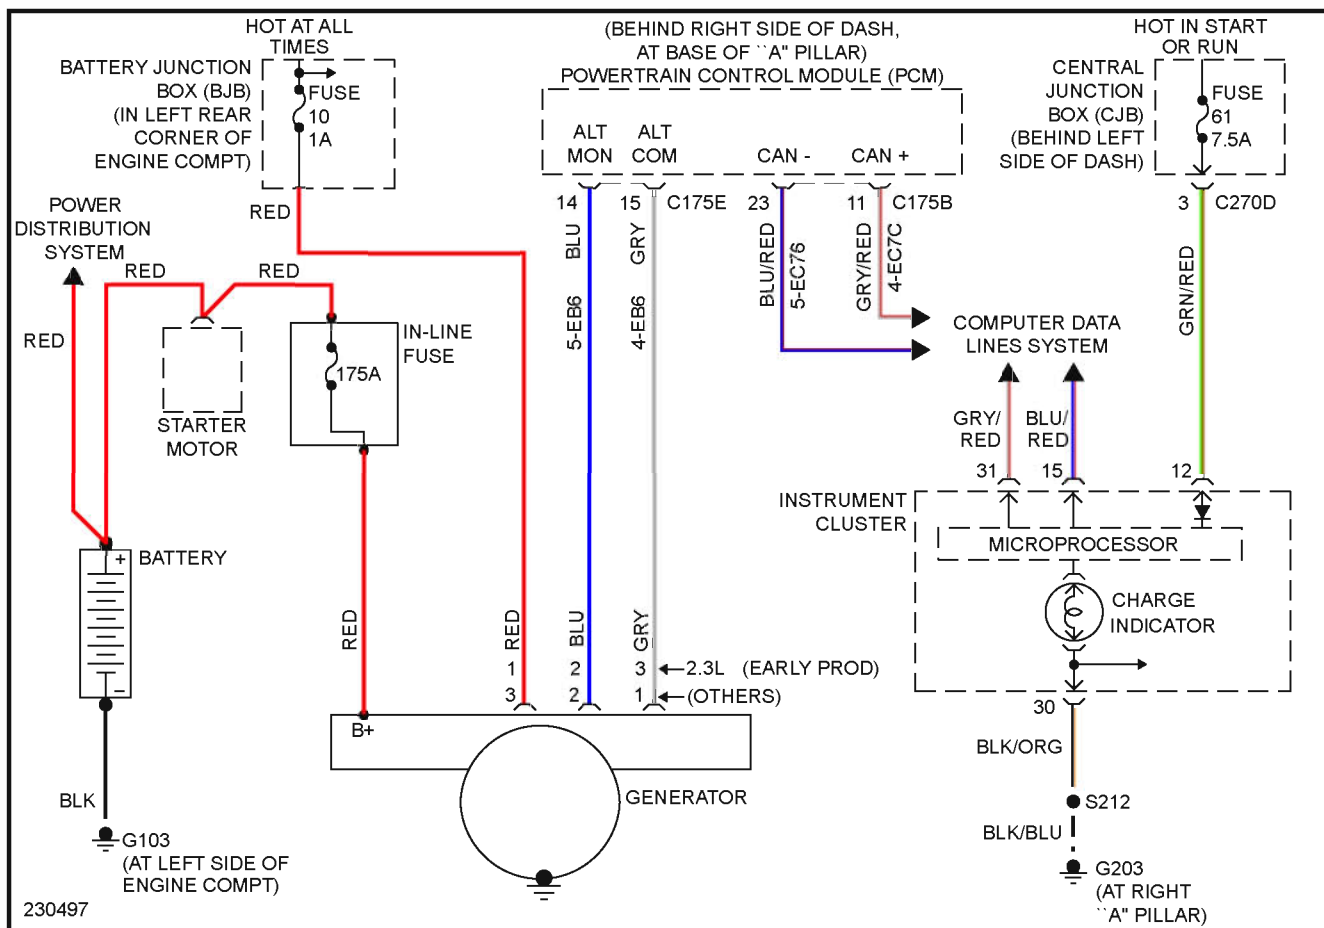 HOT AT ALL
TIMES
BATTERY JUNCTION
BOX (BJB)
(IN LEFT REAR
CORNER OF
ENGINE COMPT)
FUSE
10
1A
(BEHIND RIGHT SIDE OF DASH,
AT BASE OF ``A" PILLAR)
POWERTRAIN CONTROL MODULE (PCM)
ALT
MON
ALT
COM
CAN -
CAN +
HOT IN START
OR RUN
CENTRAL
JUNCTION
BOX (CJB)
(BEHIND LEFT
SIDE OF DASH)
FUSE
61
7.5A
14
15
C175E
23
11
C175B
3
C270D
RED
BLU
GRY
BLU/RED
GRY/RED
5-EC76
4-EC7C
5-EB6
4-EB6
GRN/RED
POWER
DISTRIBUTION
SYSTEM
RED
RED
RED
IN-LINE
FUSE
175A
STARTER
MOTOR
COMPUTER DATA
LINES SYSTEM
GRY/
RED
BLU/
RED
31
15
12
INSTRUMENT
CLUSTER
MICROPROCESSOR
CHARGE
INDICATOR
BATTERY
+
–
RED
RED
BLU
GRY
1
2
3
2.3L (EARLY PROD)
3
2
1
(OTHERS)
B+
GENERATOR
30
BLK/ORG
S212
BLK/BLU
G203
(AT RIGHT
``A" PILLAR)
BLK
G103
(AT LEFT SIDE OF
ENGINE COMPT)
230497